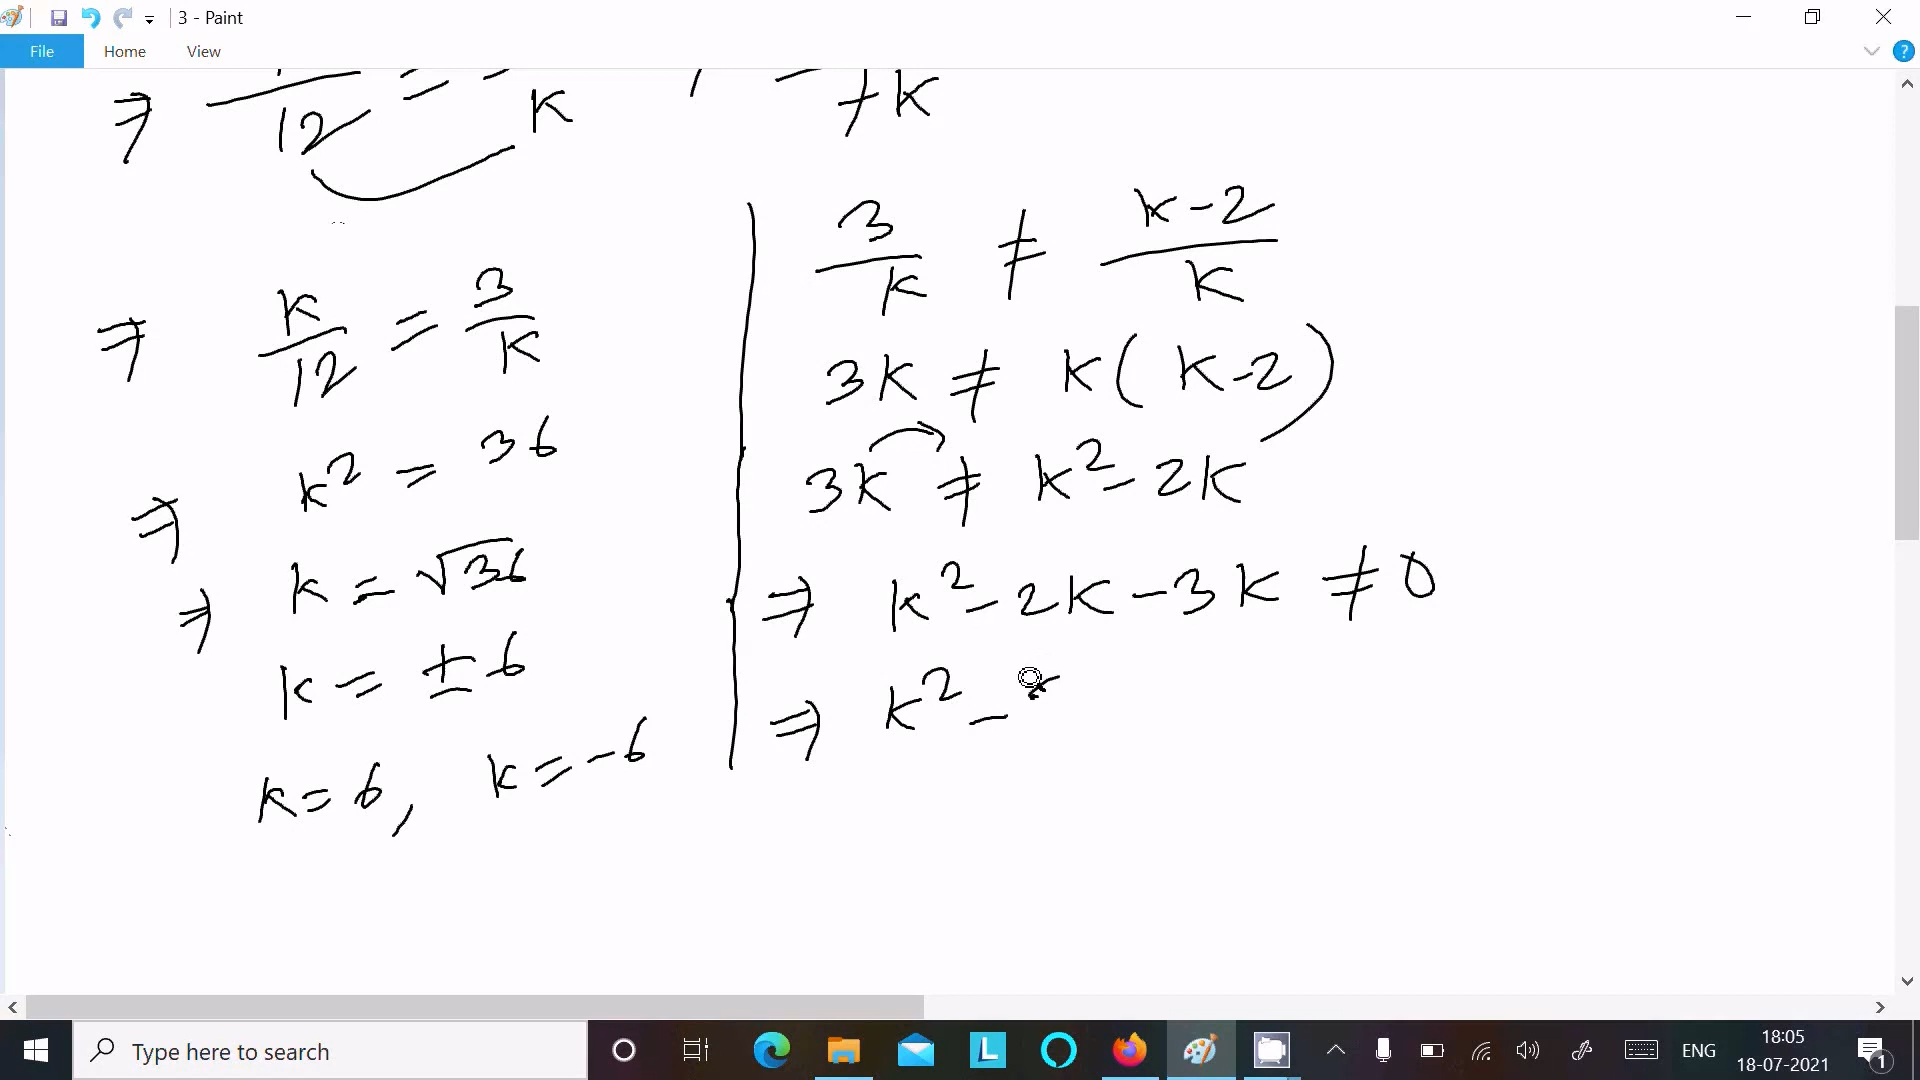 3 - Paint
File Home View
⇒ /12 = /k , /+k
⇒ k/12 = 3/k
k² = 36
⇒
⇒ k = √36
k = ± 6
k = 6, k = -6
3/k ≠ k-2/k
3k ≠ k(k-2)
3k ≠ k² - 2k
⇒ k² - 2k - 3k ≠ 0
⇒ k² -
Type here to search
ENG
18:05
18-07-2021
1